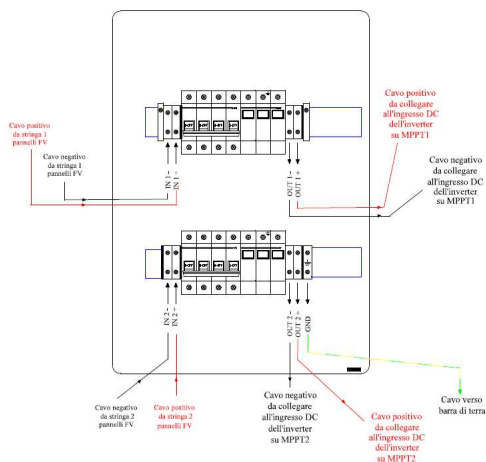 Cavo positivo
da collegare
all'ingresso DC
dell'inverter
su MPPT1
Cavo positivo
da stringa 1
pannelli FV
Cavo negativo
da stringa 1
pannelli FV
IN 1 -
IN 1 +
OUT 1 -
OUT 1 +
Cavo negativo
da collegare
all'ingresso DC
dell'inverter
su MPPT1
IN 2 -
IN 2 +
OUT 2 -
OUT 2 +
GND
Cavo negativo
da stringa 2
pannelli FV
Cavo positivo
da stringa 2
pannelli FV
Cavo negativo
da collegare
all'ingresso DC
dell'inverter
su MPPT2
Cavo positivo
da collegare
all'ingresso DC
dell'inverter
su MPPT2
Cavo verso
barra di terra